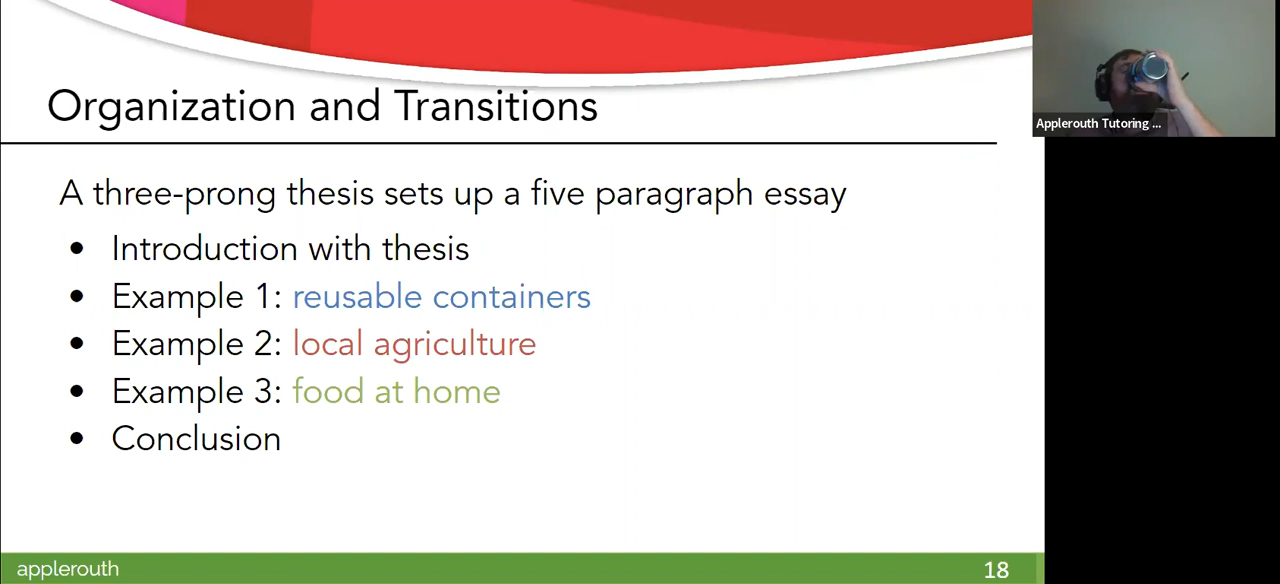 Organization and Transitions
Applerouth Tutoring ...
A three-prong thesis sets up a five paragraph essay
• Introduction with thesis
• Example 1: reusable containers
• Example 2: local agriculture
• Example 3: food at home
• Conclusion
applerouth
18